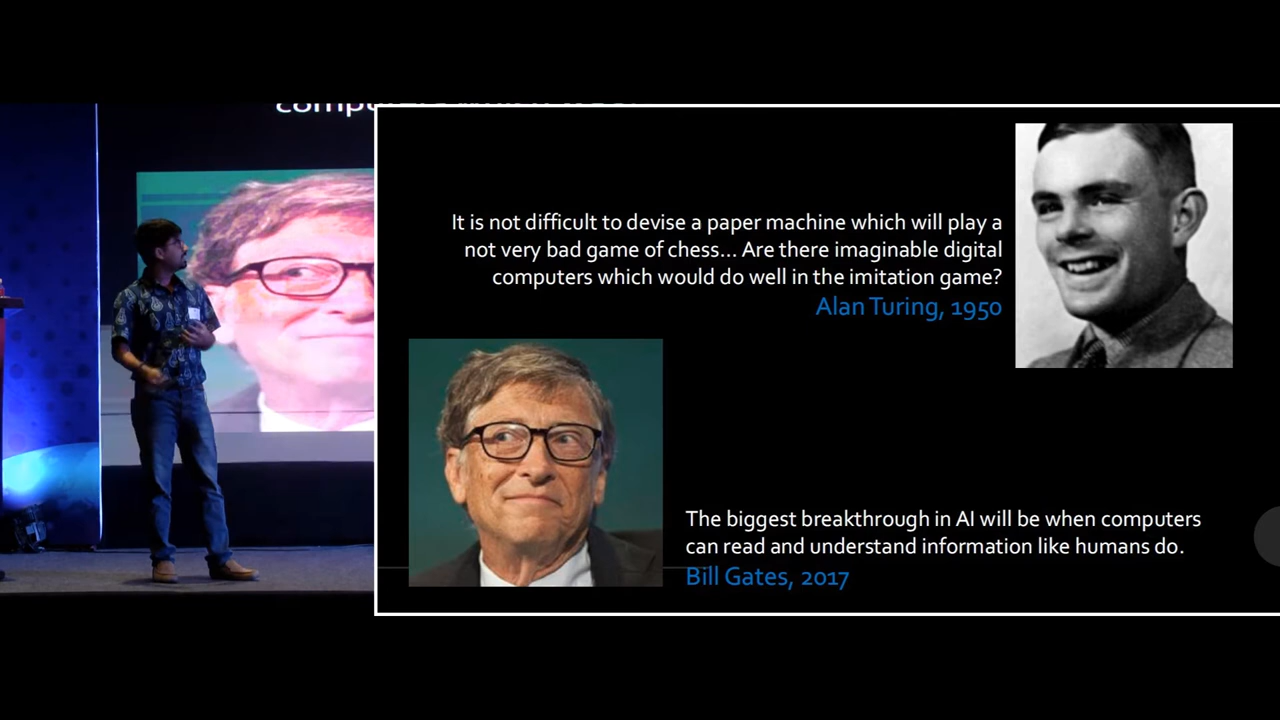 It is not difficult to devise a paper machine which will play a
not very bad game of chess... Are there imaginable digital
computers which would do well in the imitation game?
Alan Turing, 1950
The biggest breakthrough in AI will be when computers
can read and understand information like humans do.
Bill Gates, 2017